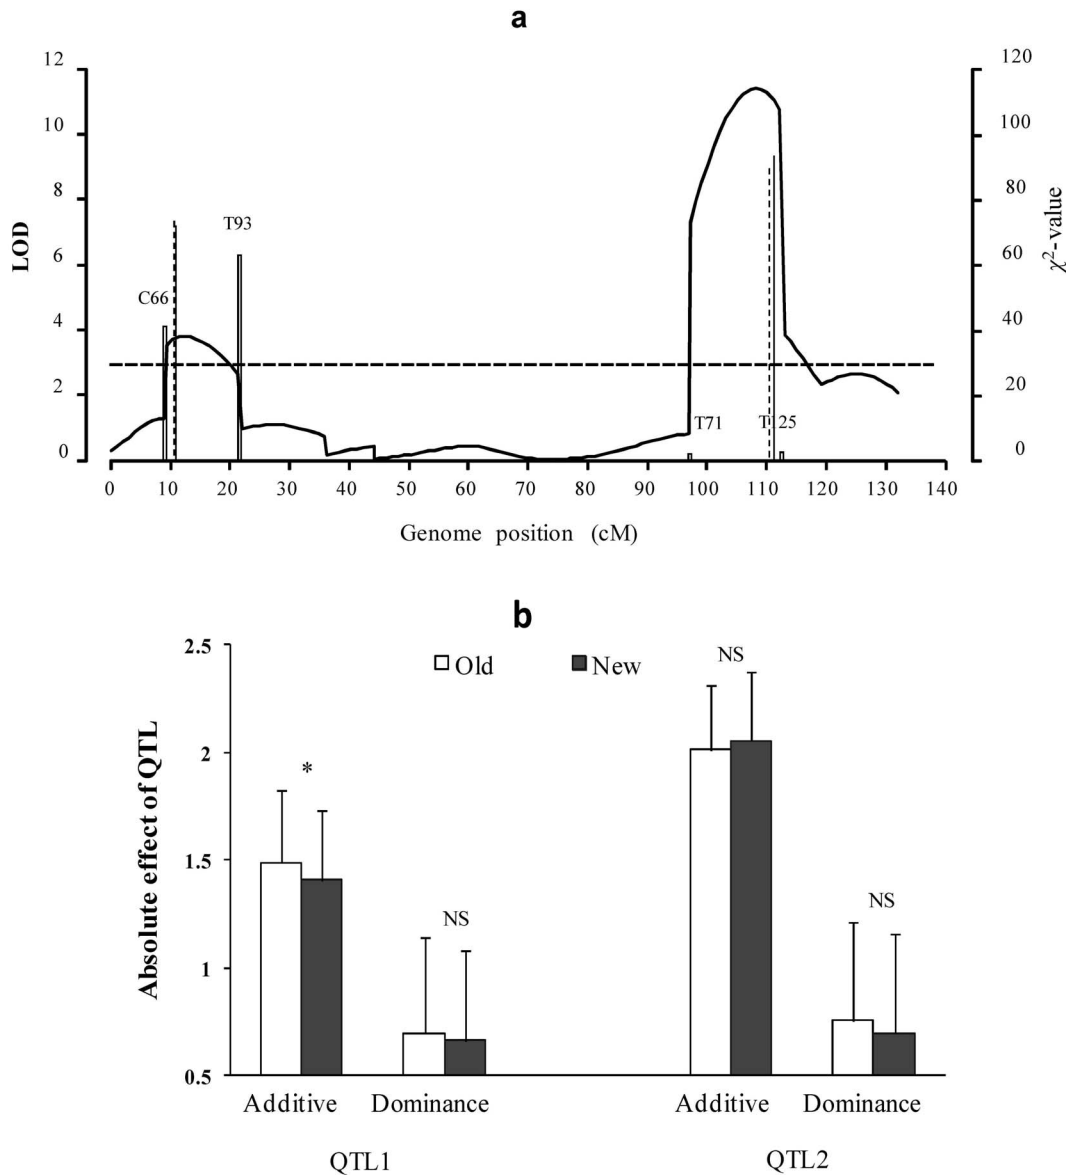 a
12 120
10 100
8 80
6 60
4 40
2 20
0 0
LOD
χ²-value
T93
C66
T71 T125
0 10 20 30 40 50 60 70 80 90 100 110 120 130 140
Genome position (cM)
b
2.5
2
1.5
1
0.5
Absolute effect of QTL
Old New
NS
*
NS
NS
Additive Dominance Additive Dominance
QTL1 QTL2